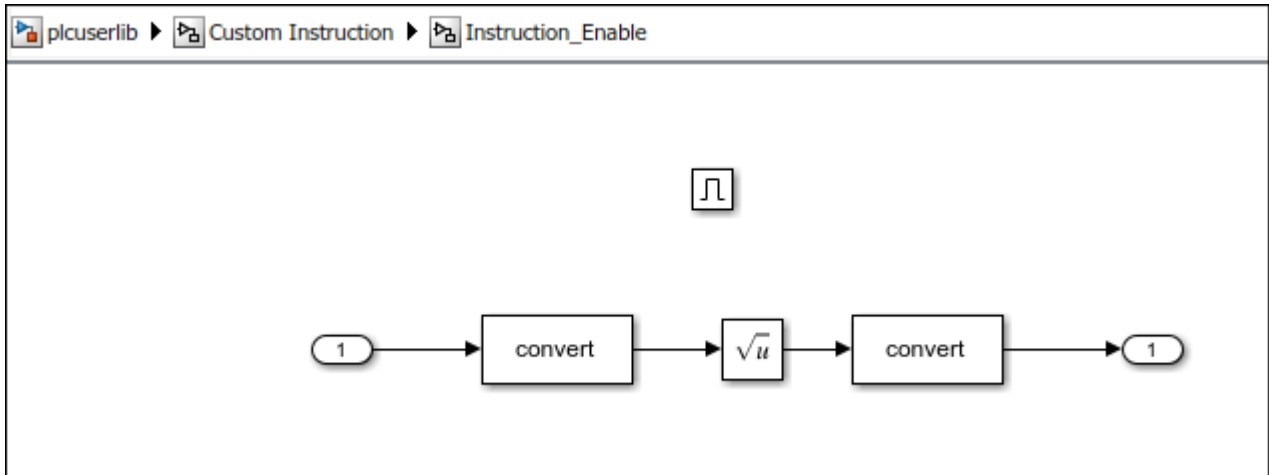 plcuserlib Custom Instruction Instruction_Enable
1 convert √u convert 1